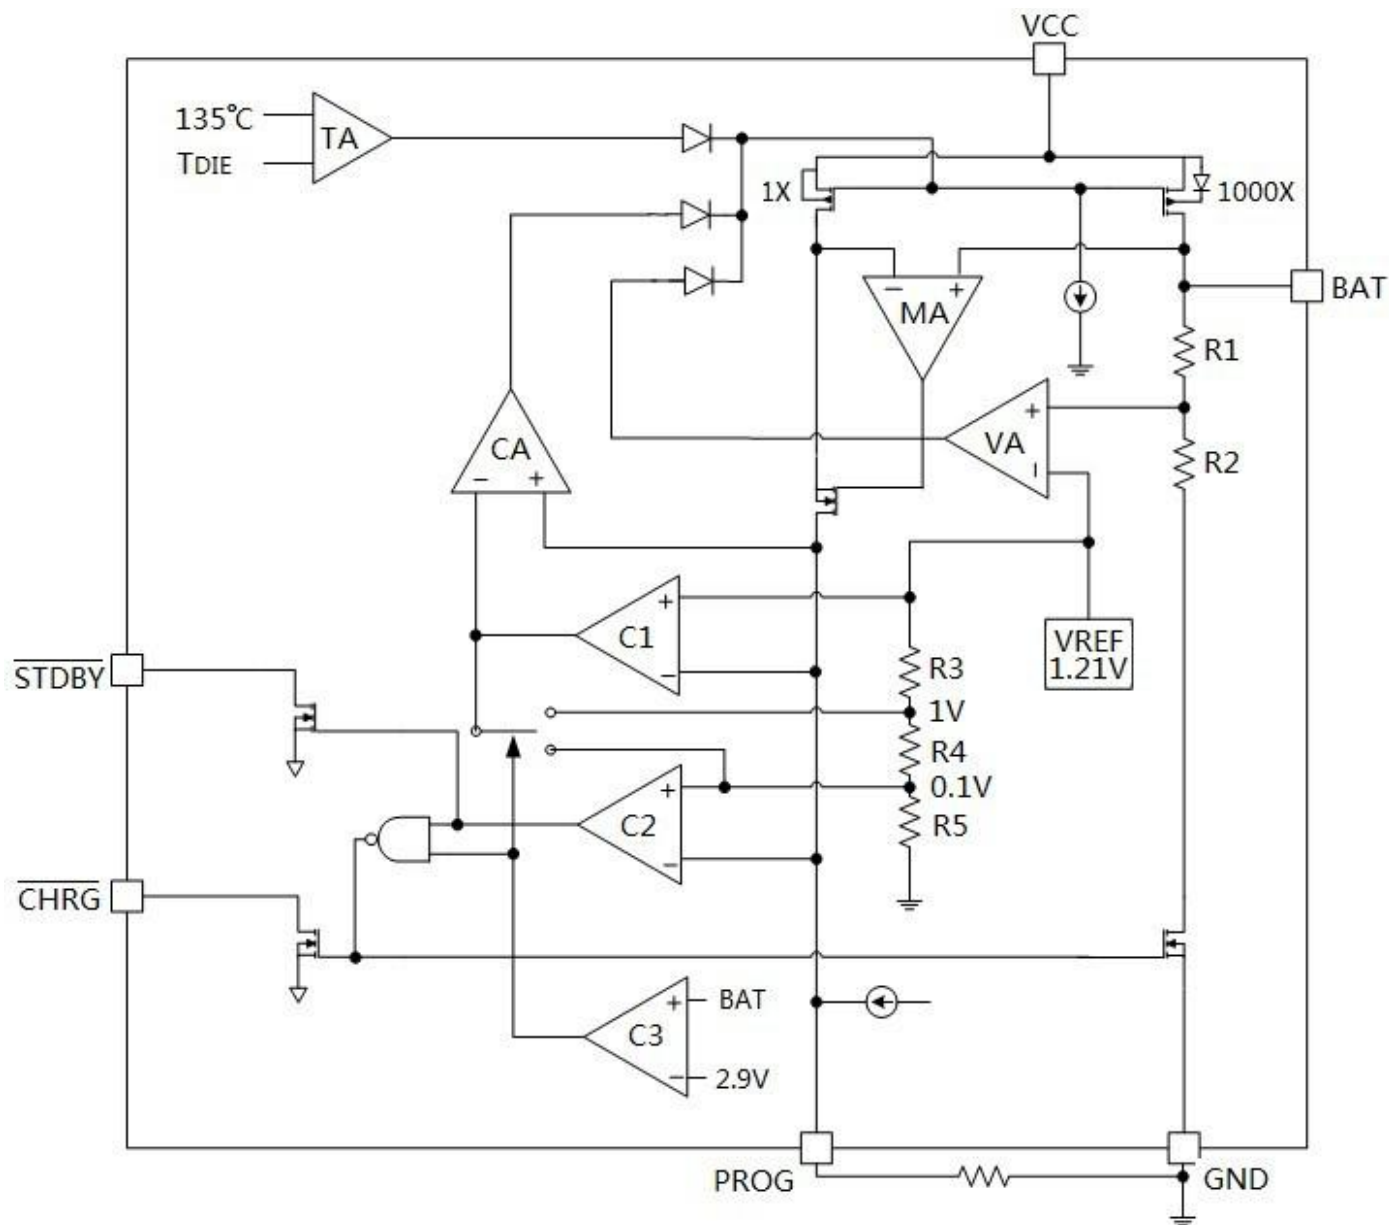 VCC
135℃
TA
TDIE
1X
1000X
− +
MA
BAT
R1
+
VA
−
R2
CA
− +
+
C1
−
R3
VREF
1.21V
STDBY
1V
R4
0.1V
+
C2
−
R5
CHRG
+ BAT
C3
− 2.9V
PROG
GND